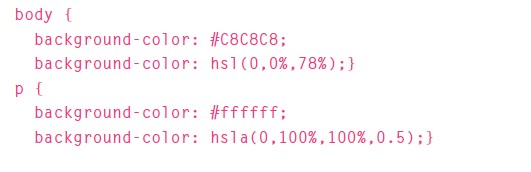 body {
background-color: #C8C8C8;
background-color: hsl(0,0%,78%);}
p {
background-color: #ffffff;
background-color: hsla(0,100%,100%,0.5);}